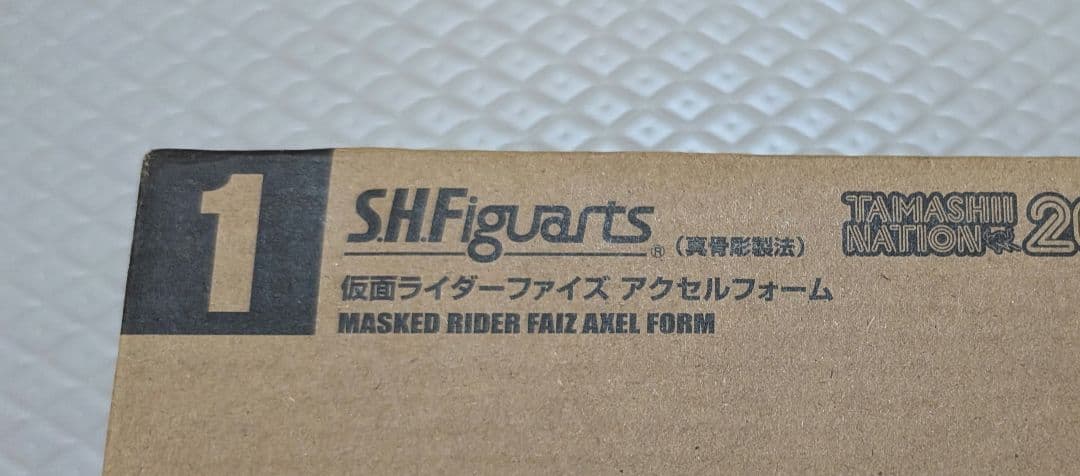 1
S.H.Figuarts® (真骨彫製法)
仮面ライダーファイズ アクセルフォーム
MASKED RIDER FAIZ AXEL FORM
TAMASHII
NATION 20